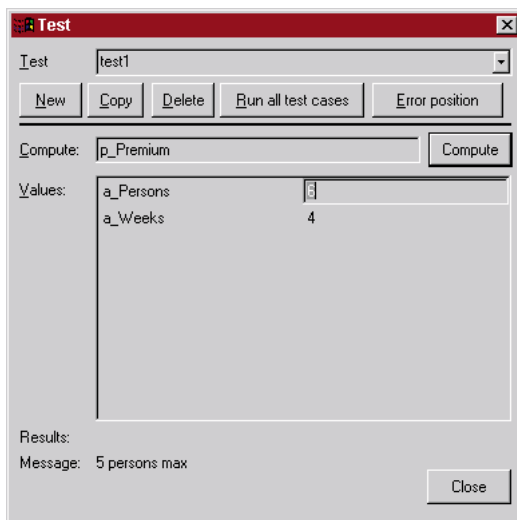 Test
Test test1
New Copy Delete Run all test cases Error position
Compute: p_Premium Compute
Values: a_Persons 6
a_Weeks 4
Results:
Message: 5 persons max
Close